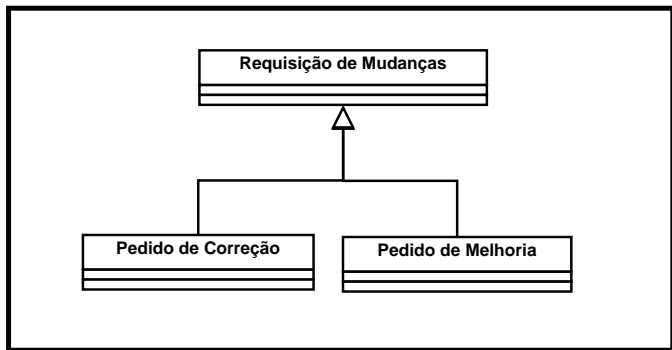 Requisição de Mudanças
Pedido de Correção
Pedido de Melhoria